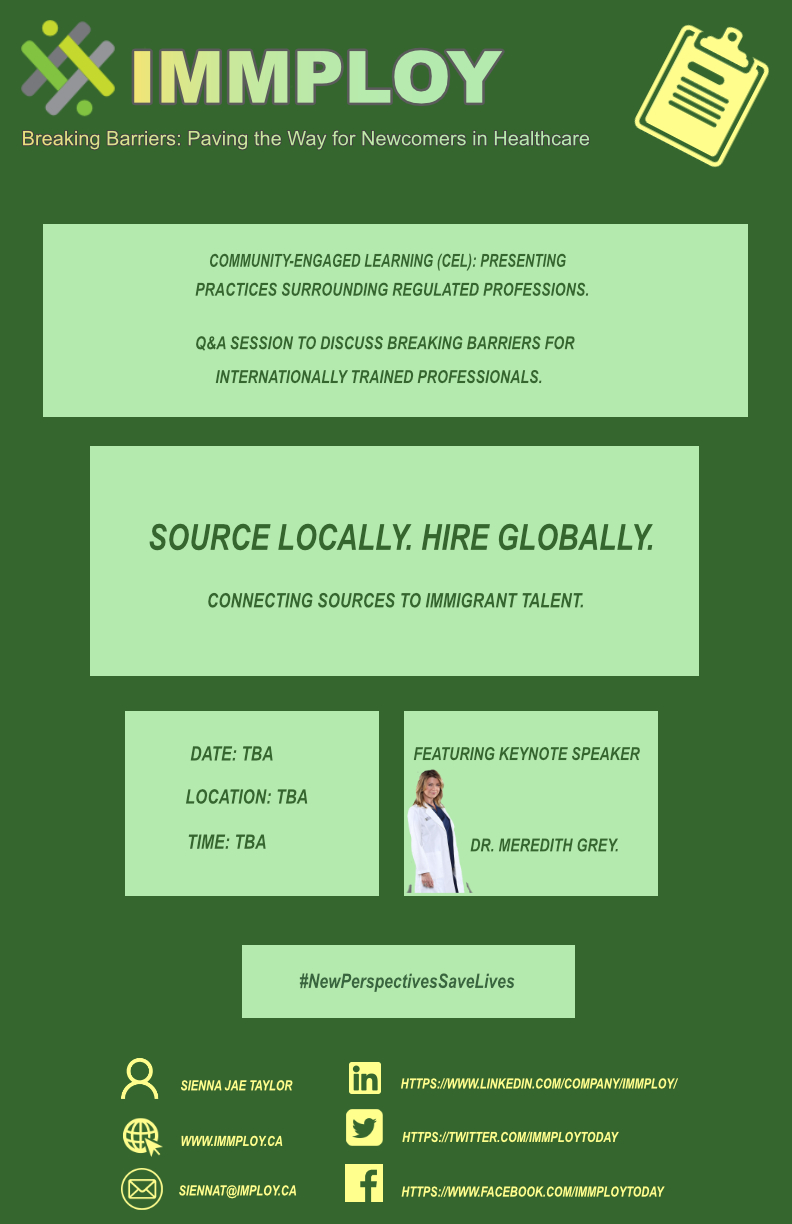 IMMPLOY
Breaking Barriers: Paving the Way for Newcomers in Healthcare
COMMUNITY-ENGAGED LEARNING (CEL): PRESENTING
PRACTICES SURROUNDING REGULATED PROFESSIONS.
Q&A SESSION TO DISCUSS BREAKING BARRIERS FOR
INTERNATIONALLY TRAINED PROFESSIONALS.
SOURCE LOCALLY. HIRE GLOBALLY.
CONNECTING SOURCES TO IMMIGRANT TALENT.
DATE: TBA
LOCATION: TBA
TIME: TBA
FEATURING KEYNOTE SPEAKER
DR. MEREDITH GREY.
#NewPerspectivesSaveLives
SIENNA JAE TAYLOR
WWW.IMMPLOY.CA
SIENNAT@IMPLOY.CA
HTTPS://WWW.LINKEDIN.COM/COMPANY/IMMPLOY/
HTTPS://TWITTER.COM/IMMPLOYTODAY
HTTPS://WWW.FACEBOOK.COM/IMMPLOYTODAY